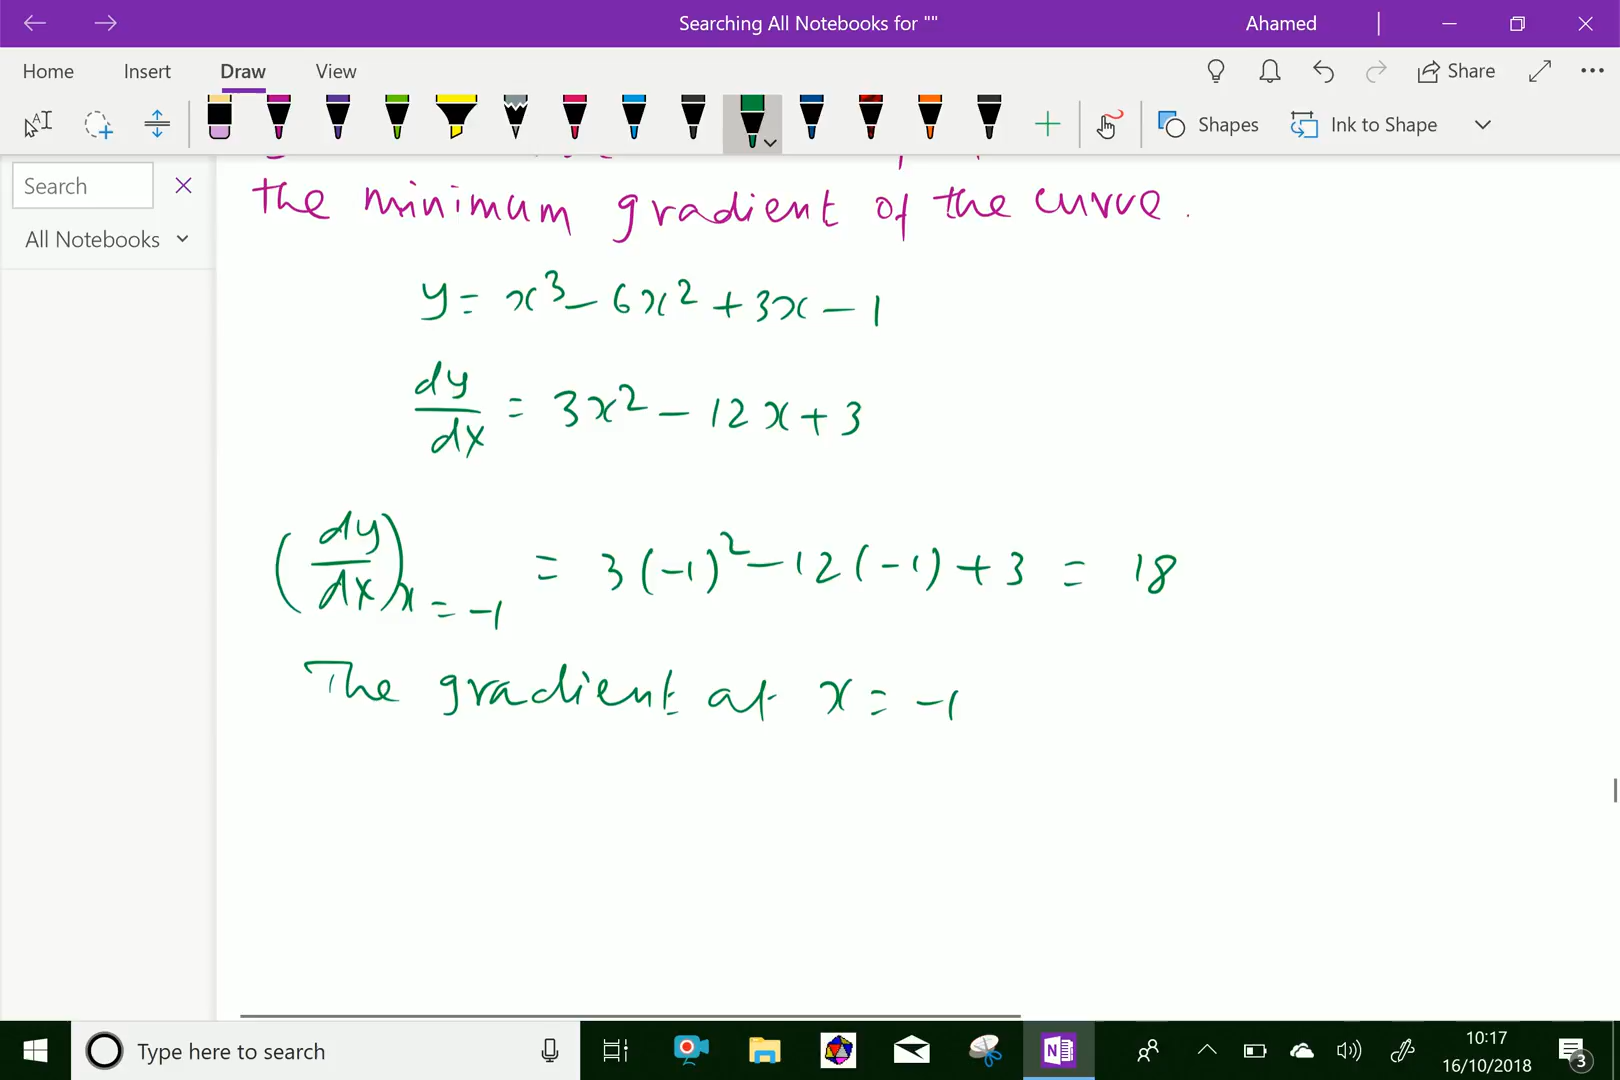 Searching All Notebooks for ""
Ahamed
Home Insert Draw View
Share
Shapes
Ink to Shape
Search
All Notebooks
the minimum gradient of the curve.
y = x³ - 6x² + 3x - 1
dy/dx = 3x² - 12x + 3
(dy/dx)x = -1 = 3(-1)² - 12(-1) + 3 = 18
The gradient at x = -1
Type here to search
N
10:17
16/10/2018
3